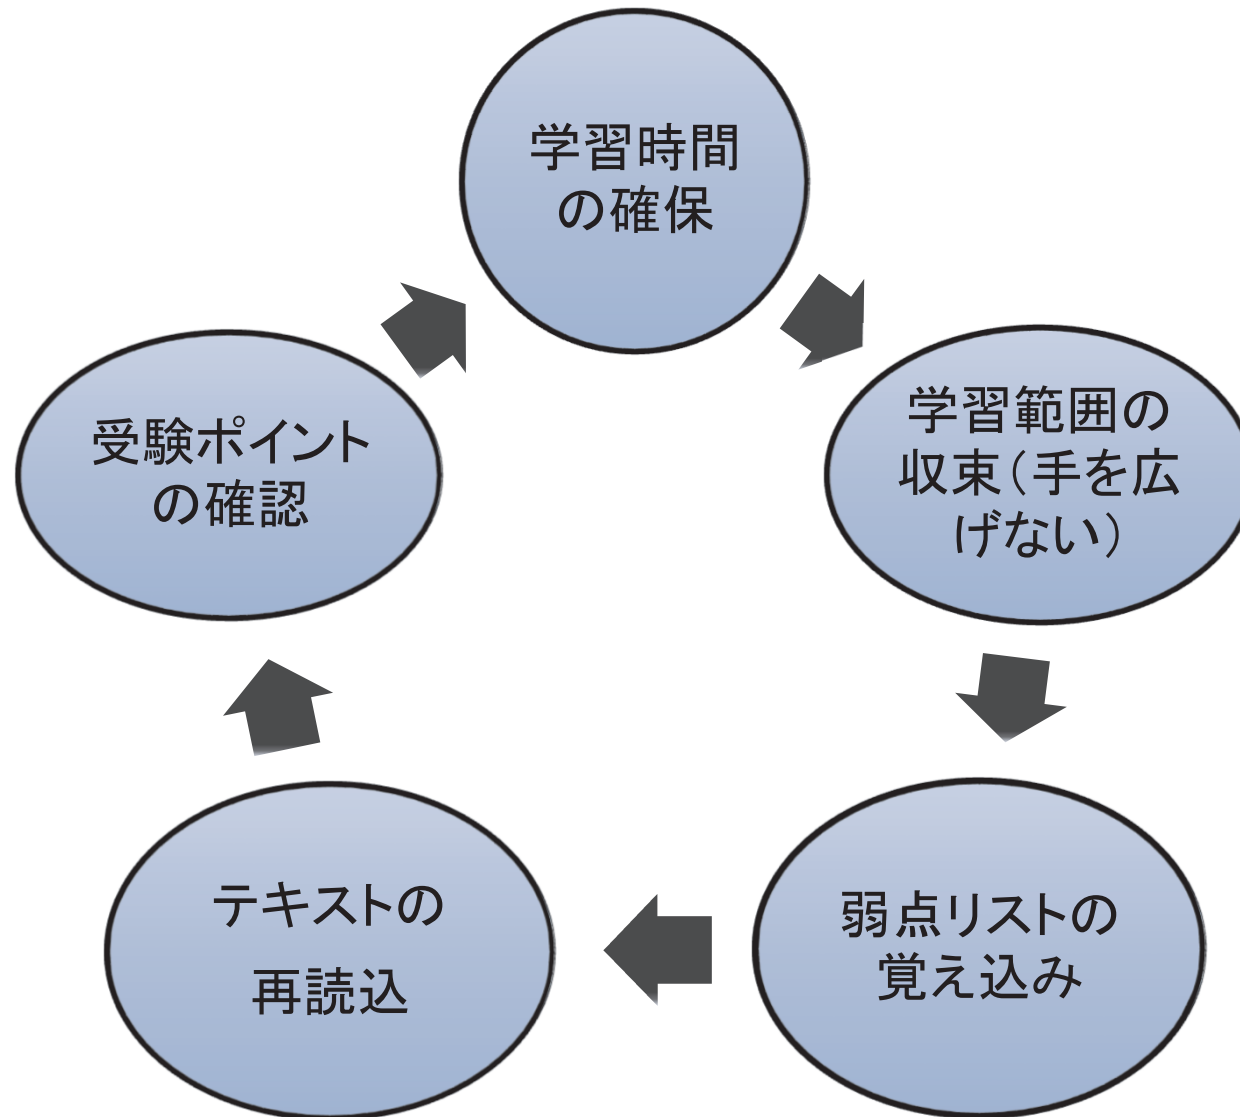 学習時間
の確保
学習範囲の
収束(手を広
げない)
弱点リストの
覚え込み
テキストの
再読込
受験ポイント
の確認